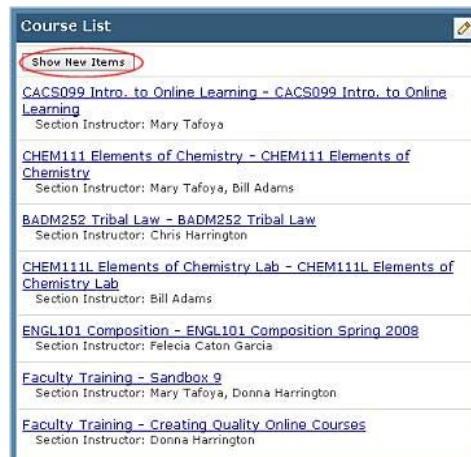 Course List
Show New Items
CACS099 Intro. to Online Learning - CACS099 Intro. to Online
Learning
Section Instructor: Mary Tafoya
CHEM111 Elements of Chemistry - CHEM111 Elements of
Chemistry
Section Instructor: Mary Tafoya, Bill Adams
BADM252 Tribal Law - BADM252 Tribal Law
Section Instructor: Chris Harrington
CHEM111L Elements of Chemistry Lab - CHEM111L Elements of
Chemistry Lab
Section Instructor: Bill Adams
ENGL101 Composition - ENGL101 Composition Spring 2008
Section Instructor: Felecia Caton Garcia
Faculty Training - Sandbox 9
Section Instructor: Mary Tafoya, Donna Harrington
Faculty Training - Creating Quality Online Courses
Section Instructor: Donna Harrington